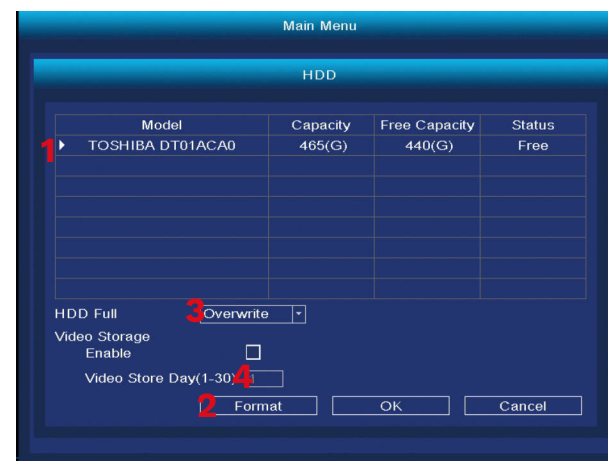 Main Menu
HDD
Model Capacity Free Capacity Status
1 TOSHIBA DT01ACA0 465(G) 440(G) Free
HDD Full 3 Overwrite
Video Storage
Enable
Video Store Day(1-30) 4
2 Format OK Cancel